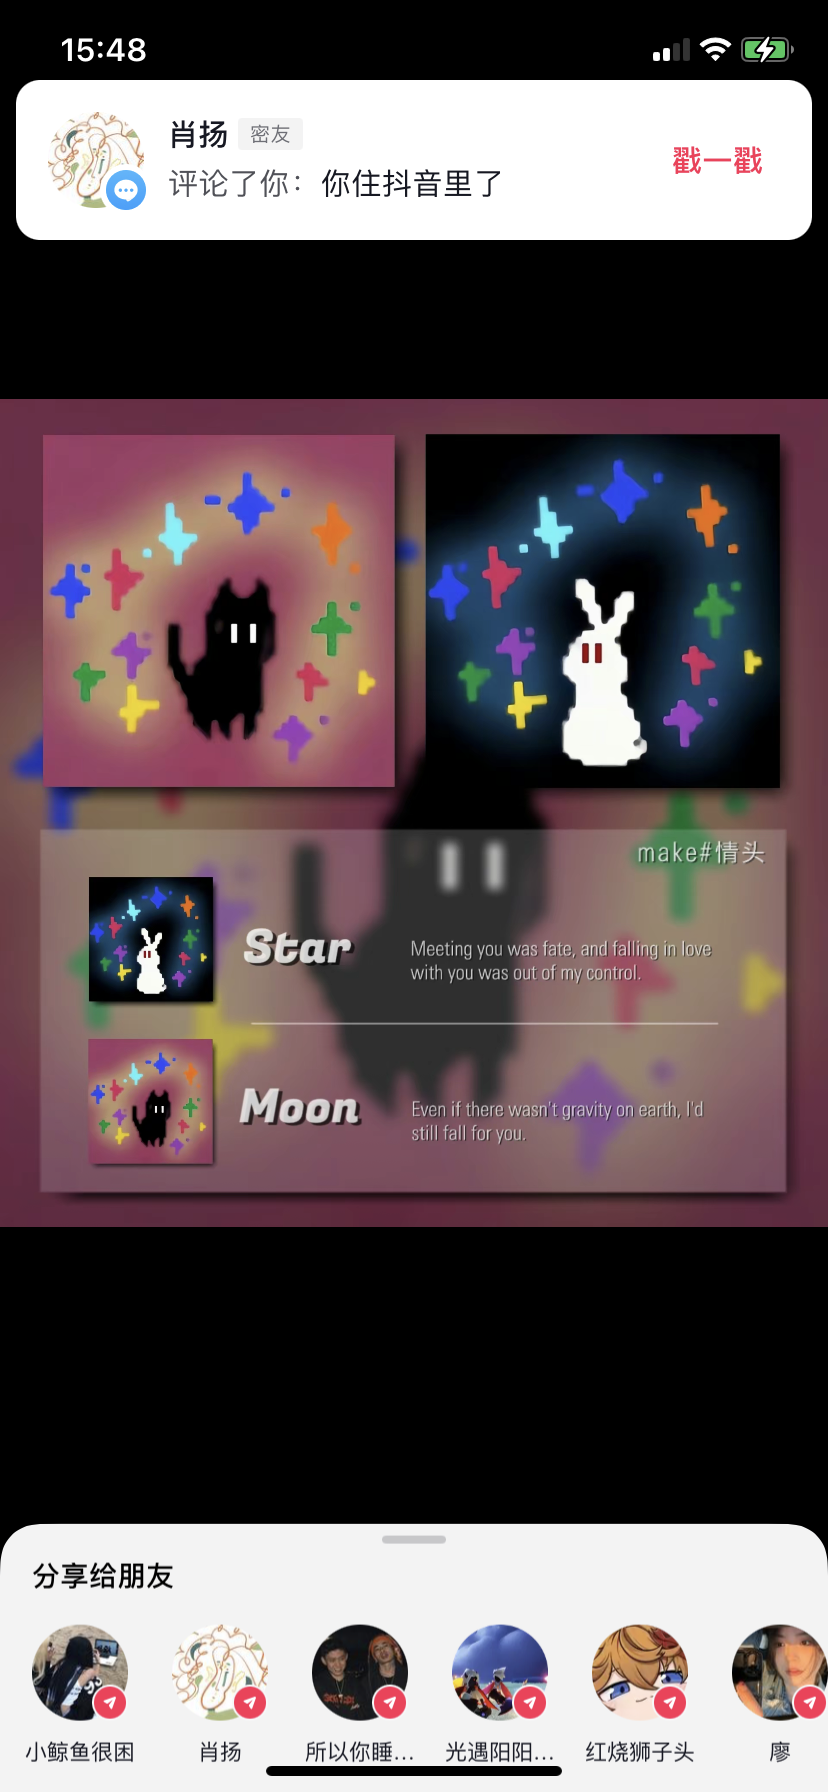 15:48
肖扬 密友
评论了你： 你住抖音里了
戳一戳
make#情头
Star
Meeting you was fate, and falling in love
with you was out of my control.
Moon
Even if there wasn't gravity on earth, I'd
still fall for you.
分享给朋友
小鲸鱼很困
肖扬
所以你睡...
光遇阳阳...
红烧狮子头
廖